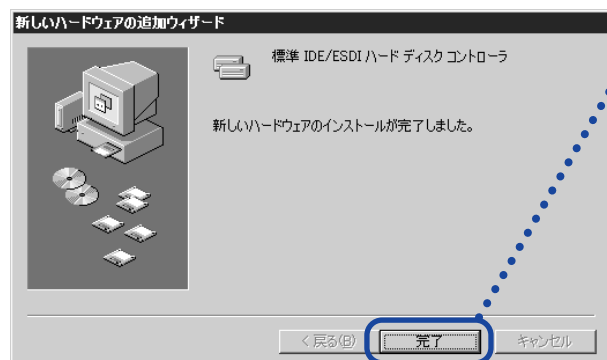 新しいハードウェアの追加ウィザード
標準 IDE/ESDI ハード ディスク コントローラ
新しいハードウェアのインストールが完了しました。
< 戻る(B)
完了
キャンセル